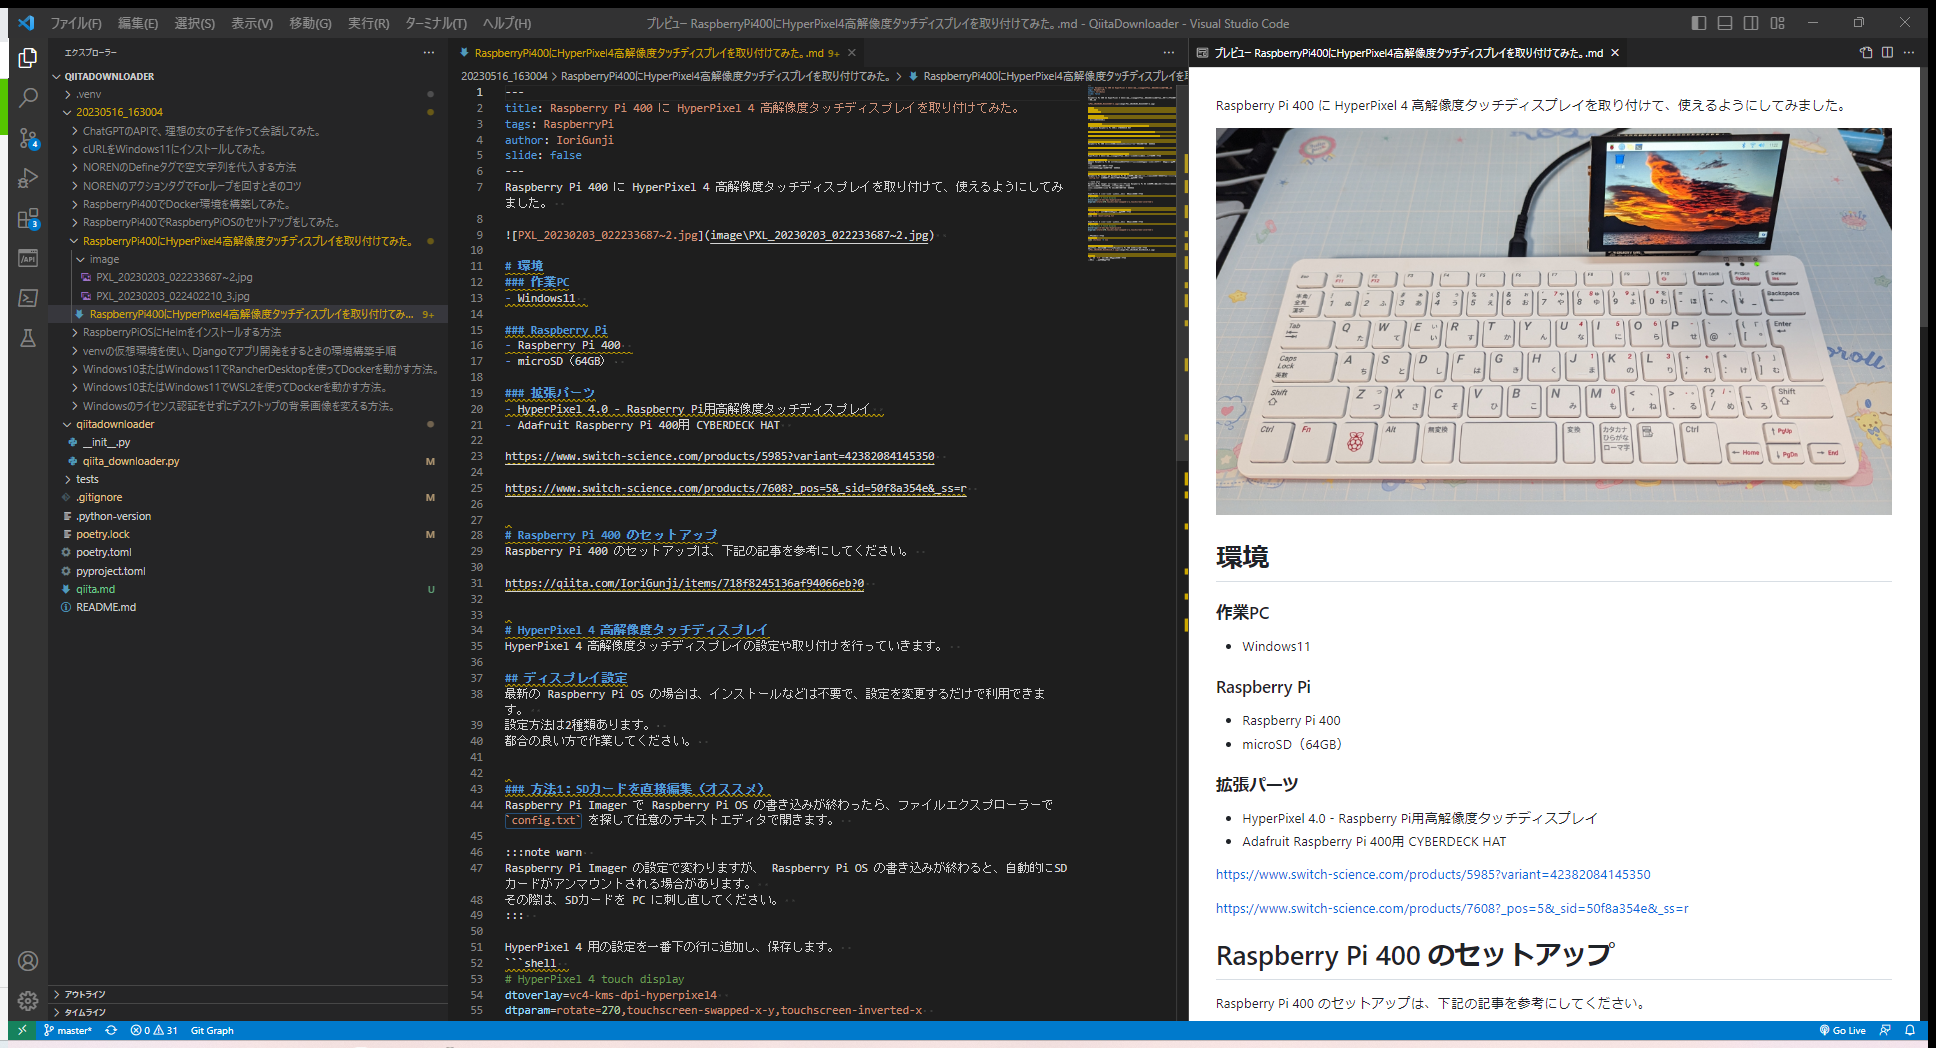 ファイル(F) 編集(E) 選択(S) 表示(V) 移動(G) 実行(R) ターミナル(T) ヘルプ(H)
プレビュー RaspberryPi400にHyperPixel4高解像度タッチディスプレイを取り付けてみた。.md - QiitaDownloader - Visual Studio Code
エクスプローラー
QIITADOWNLOADER
.venv
20230516_163004
ChatGPTのAPIで、理想の女の子を作って会話してみた。
cURLをWindows11にインストールしてみた。
NORENのDefineタグで空文字列を代入する方法
NORENのアクションタグでForループを回すときのコツ
RaspberryPi400でDocker環境を構築してみた。
RaspberryPi400でRaspberryPiOSのセットアップをしてみた。
RaspberryPi400にHyperPixel4高解像度タッチディスプレイを取り付けてみた。
image
PXL_20230203_022233687~2.jpg
PXL_20230203_022402210_3.jpg
RaspberryPi400にHyperPixel4高解像度タッチディスプレイを取り付けてみ... 9+
RaspberryPiOSにHelmをインストールする方法
venvの仮想環境を使い、Djangoでアプリ開発をするときの環境構築手順
Windows10またはWindows11でRancherDesktopを使ってDockerを動かす方法。
Windows10またはWindows11でWSL2を使ってDockerを動かす方法。
Windowsのライセンス認証をせずにデスクトップの背景画像を変える方法。
qiitadownloader
__init__.py
qiita_downloader.py M
tests
.gitignore M
.python-version
poetry.lock M
poetry.toml
pyproject.toml
qiita.md U
README.md
アウトライン
タイムライン
RaspberryPi400にHyperPixel4高解像度タッチディスプレイを取り付けてみた。.md 9+
20230516_163004 > RaspberryPi400にHyperPixel4高解像度タッチディスプレイを取り付けてみた。 > RaspberryPi400にHyperPixel4高解像度タッチディスプレイを
1 ---
2 title: Raspberry Pi 400 に HyperPixel 4 高解像度タッチディスプレイを取り付けてみた。
3 tags: RaspberryPi
4 author: IoriGunji
5 slide: false
6 ---
7 Raspberry Pi 400 に HyperPixel 4 高解像度タッチディスプレイを取り付けて、使えるようにしてみ
ました。
8
9 ![PXL_20230203_022233687~2.jpg](image\PXL_20230203_022233687~2.jpg)
10
11 # 環境
12 ### 作業PC
13 - Windows11
14
15 ### Raspberry Pi
16 - Raspberry Pi 400
17 - microSD（64GB）
18
19 ### 拡張パーツ
20 - HyperPixel 4.0 - Raspberry Pi用高解像度タッチディスプレイ
21 - Adafruit Raspberry Pi 400用 CYBERDECK HAT
22
23 https://www.switch-science.com/products/5985?variant=42382084145350
24
25 https://www.switch-science.com/products/7608?_pos=5&_sid=50f8a354e&_ss=r
26
27
28 # Raspberry Pi 400 のセットアップ
29 Raspberry Pi 400 のセットアップは、下記の記事を参考にしてください。
30
31 https://qiita.com/IoriGunji/items/718f8245136af94066eb?0
32
33
34 # HyperPixel 4 高解像度タッチディスプレイ
35 HyperPixel 4 高解像度タッチディスプレイの設定や取り付けを行っていきます。
36
37 ## ディスプレイ設定
38 最新の Raspberry Pi OS の場合は、インストールなどは不要で、設定を変更するだけで利用できま
す。
39 設定方法は2種類あります。
40 都合の良い方で作業してください。
41
42
43 ### 方法1：SDカードを直接編集（オススメ）
44 Raspberry Pi Imager で Raspberry Pi OS の書き込みが終わったら、ファイルエクスプローラーで
`config.txt` を探して任意のテキストエディタで開きます。
45
46 :::note warn
47 Raspberry Pi Imager の設定で変わりますが、 Raspberry Pi OS の書き込みが終わると、自動的にSD
カードがアンマウントされる場合があります。
48 その際は、SDカードを PC に刺し直してください。
49 :::
50
51 HyperPixel 4 用の設定を一番下の行に追加し、保存します。
52 ```shell
53 # HyperPixel 4 touch display
54 dtoverlay=vc4-kms-dpi-hyperpixel4
55 dtparam=rotate=270,touchscreen-swapped-x-y,touchscreen-inverted-x
プレビュー RaspberryPi400にHyperPixel4高解像度タッチディスプレイを取り付けてみた。.md
Raspberry Pi 400 に HyperPixel 4 高解像度タッチディスプレイを取り付けて、使えるようにしてみました。
環境
作業PC
• Windows11
Raspberry Pi
• Raspberry Pi 400
• microSD（64GB）
拡張パーツ
• HyperPixel 4.0 - Raspberry Pi用高解像度タッチディスプレイ
• Adafruit Raspberry Pi 400用 CYBERDECK HAT
https://www.switch-science.com/products/5985?variant=42382084145350
https://www.switch-science.com/products/7608?_pos=5&_sid=50f8a354e&_ss=r
Raspberry Pi 400 のセットアップ
Raspberry Pi 400 のセットアップは、下記の記事を参考にしてください。
master* 0 31 Git Graph
Go Live